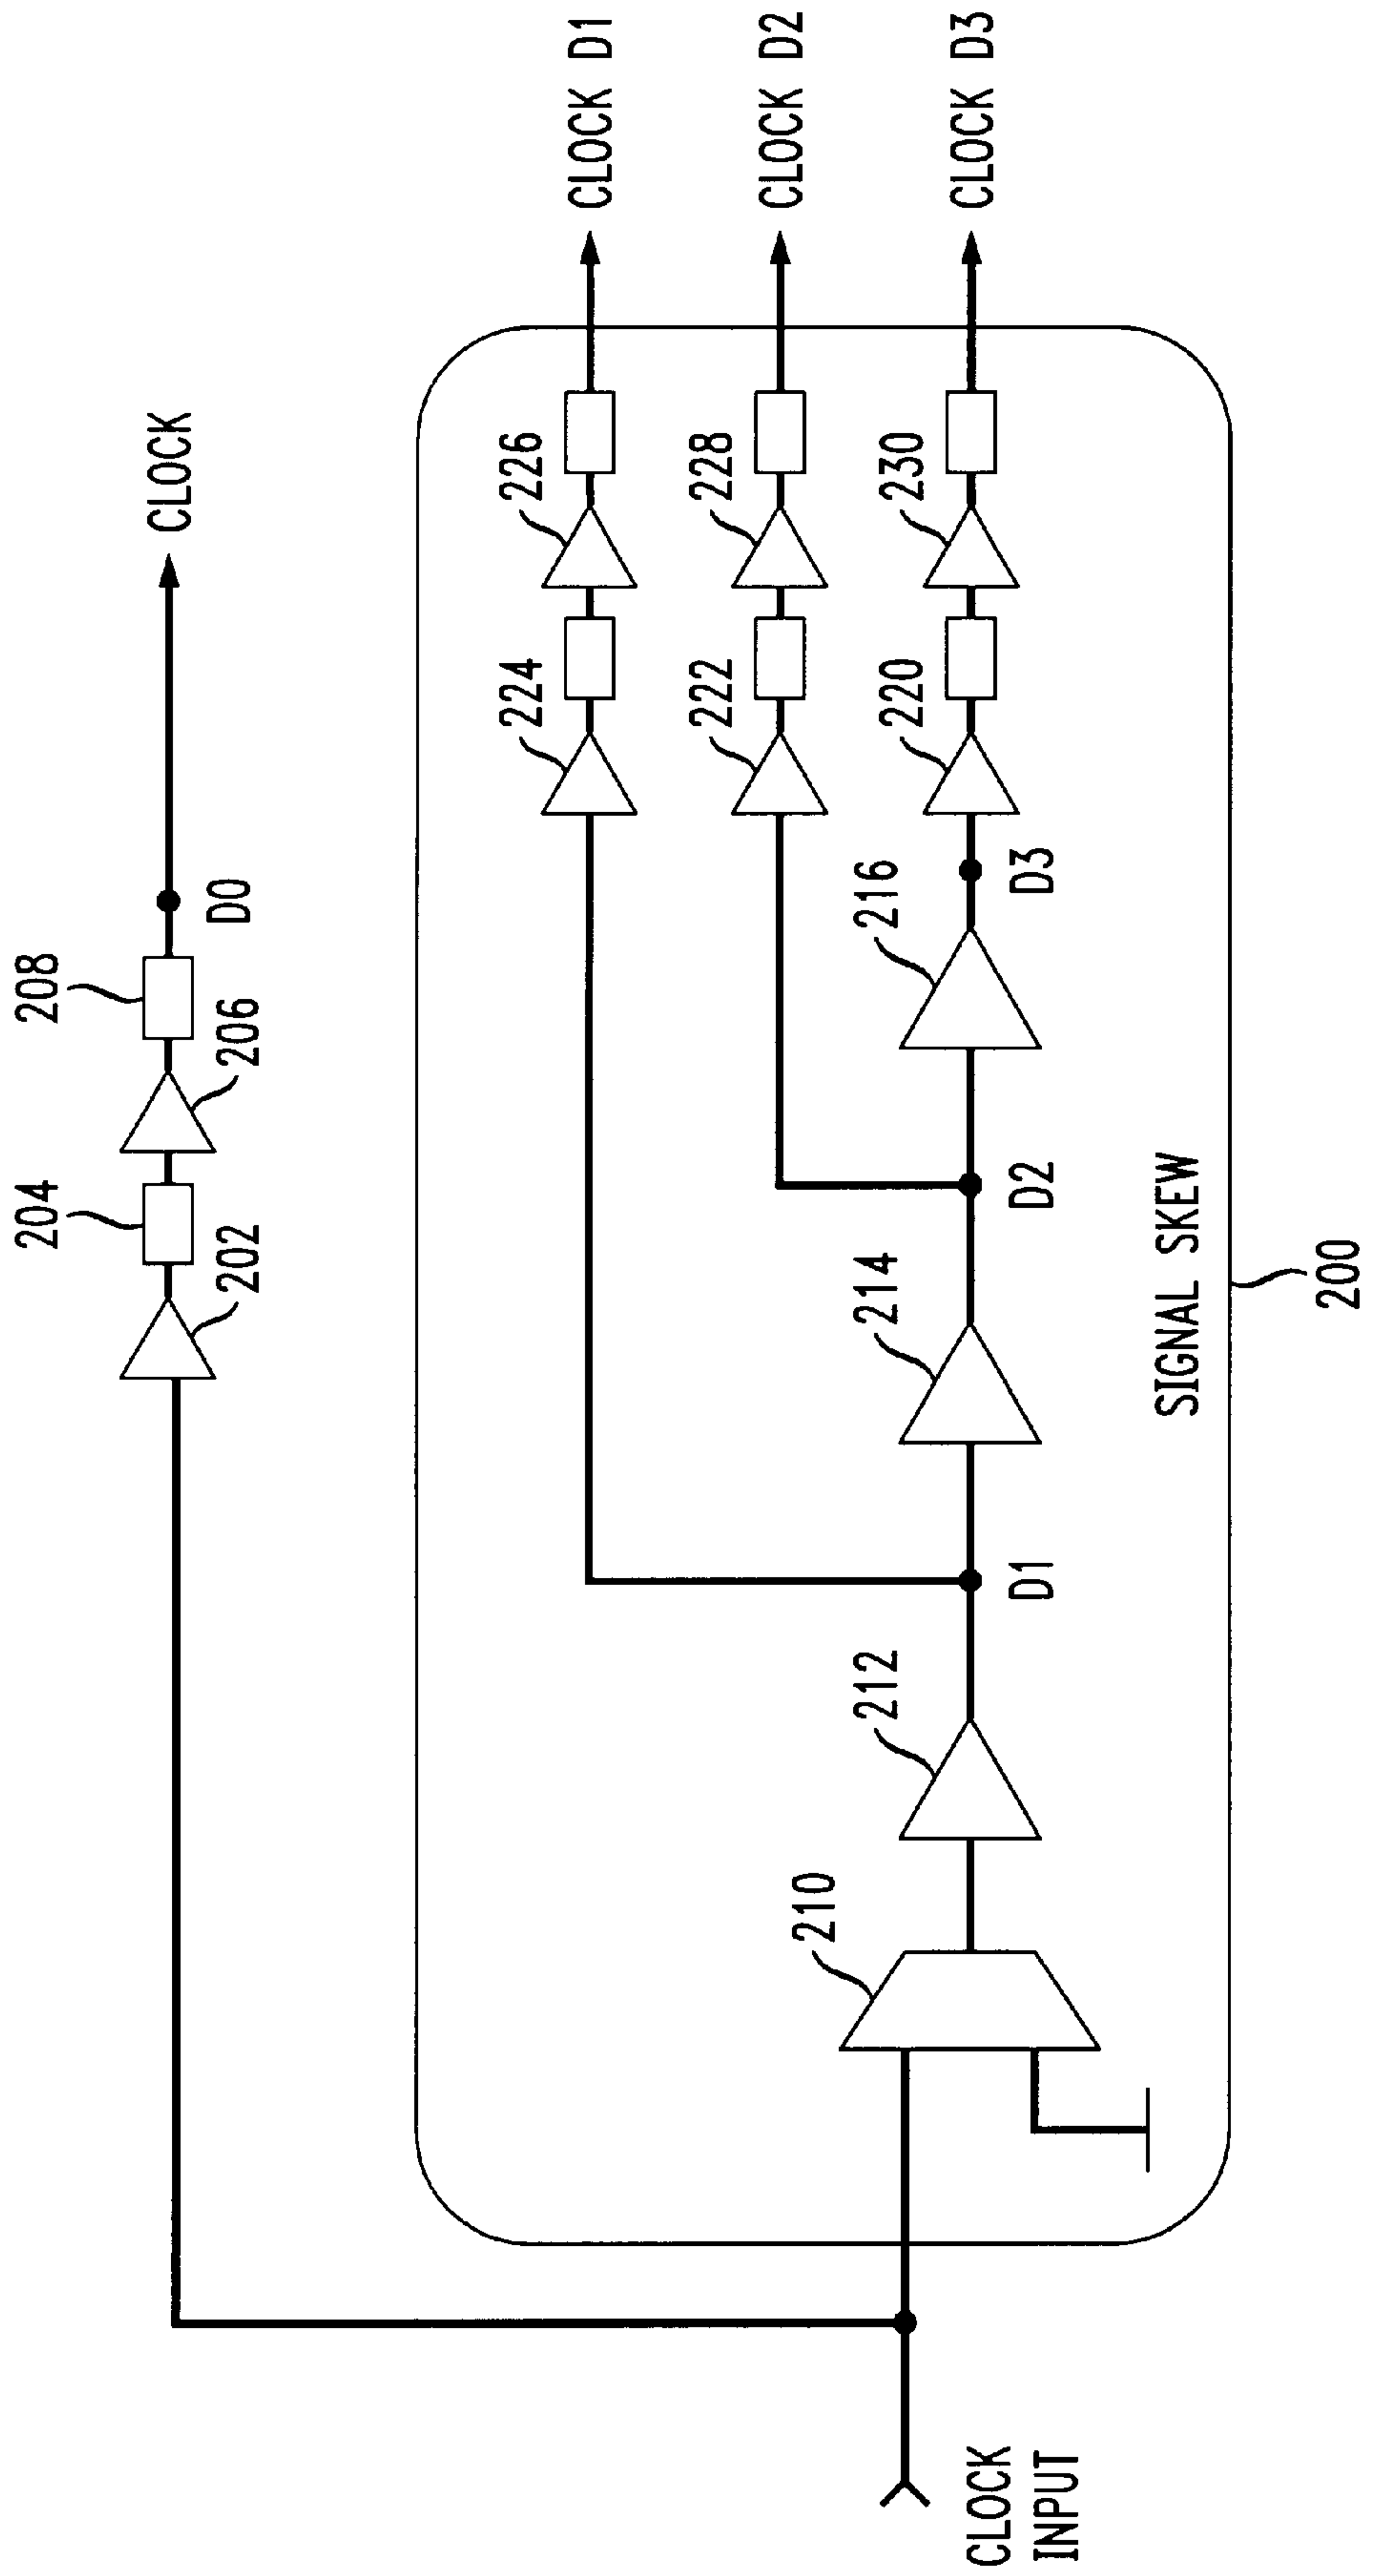 204
208
CLOCK
202
206
D0
224
226
CLOCK D1
222
228
CLOCK D2
210
212
214
216
220
230
CLOCK D3
D1
D2
D3
CLOCK
INPUT
SIGNAL SKEW
200